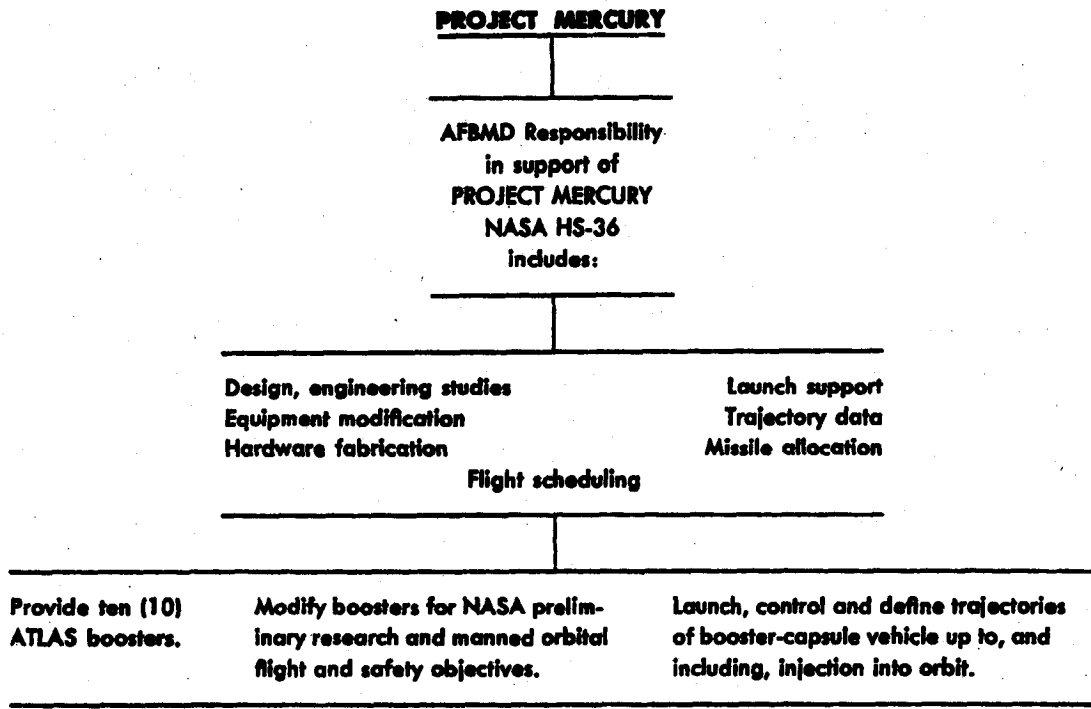 PROJECT MERCURY
AFBMD Responsibility
in support of
PROJECT MERCURY
NASA HS-36
includes:
Design, engineering studies
Equipment modification
Hardware fabrication
Launch support
Trajectory data
Missile allocation
Flight scheduling
Provide ten (10)
ATLAS boosters.
Modify boosters for NASA prelim-
inary research and manned orbital
flight and safety objectives.
Launch, control and define trajectories
of booster-capsule vehicle up to, and
including, injection into orbit.